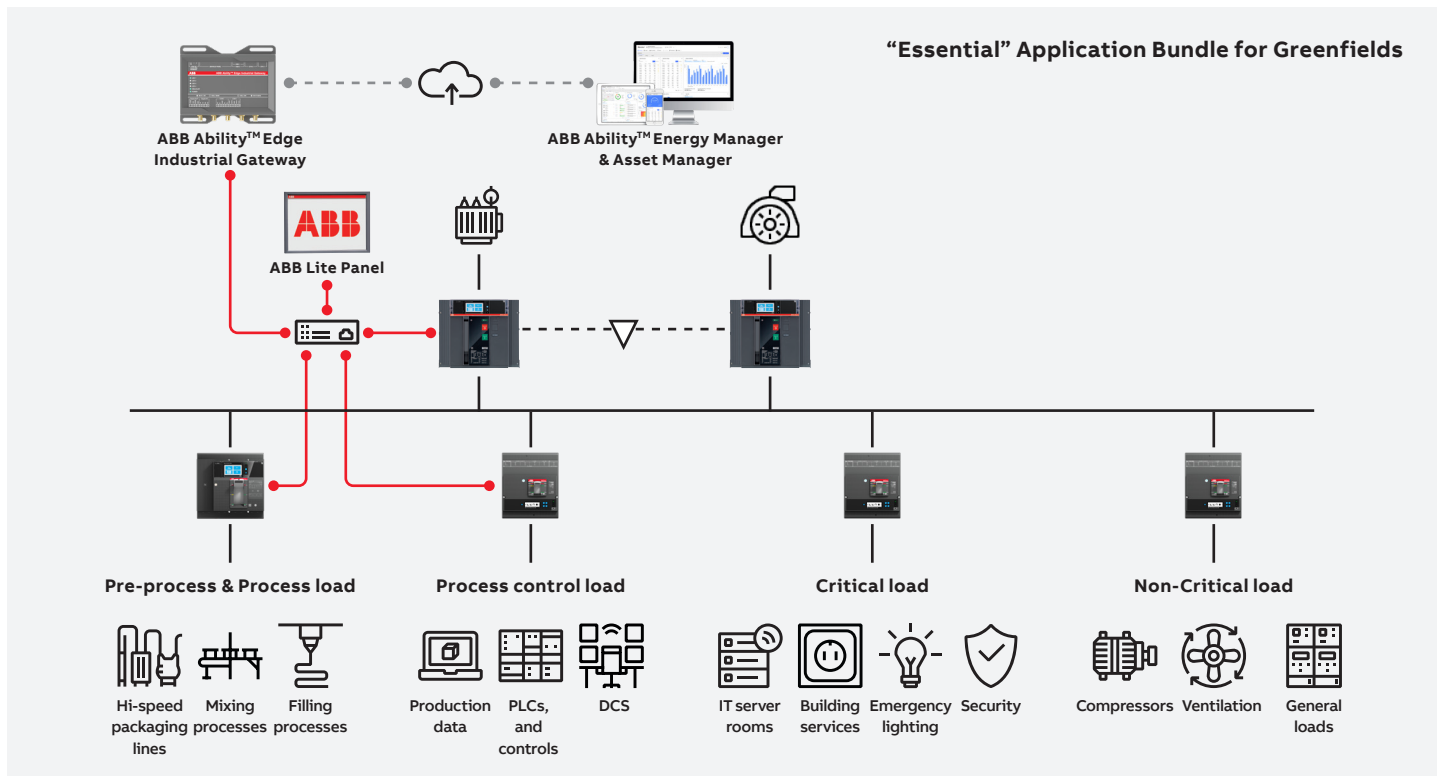 “Essential” Application Bundle for Greenfields
ABB Ability™ Edge
Industrial Gateway
ABB Ability™ Energy Manager
& Asset Manager
ABB
ABB Lite Panel
Pre-process & Process load
Process control load
Critical load
Non-Critical load
Hi-speed
packaging
lines
Mixing
processes
Filling
processes
Production
data
PLCs,
and
controls
DCS
IT server
rooms
Building
services
Emergency
lighting
Security
Compressors
Ventilation
General
loads